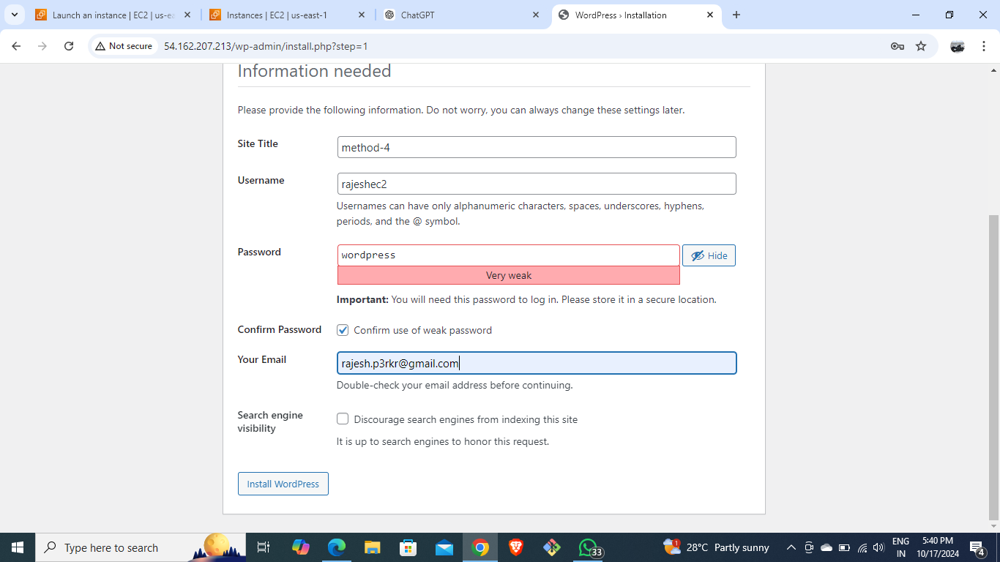 Launch an instance | EC2 | us-ea
Instances | EC2 | us-east-1
ChatGPT
WordPress › Installation
Not secure
54.162.207.213/wp-admin/install.php?step=1
Information needed
Please provide the following information. Do not worry, you can always change these settings later.
Site Title
method-4
Username
rajeshec2
Usernames can have only alphanumeric characters, spaces, underscores, hyphens,
periods, and the @ symbol.
Password
wordpress
Hide
Very weak
Important: You will need this password to log in. Please store it in a secure location.
Confirm Password
Confirm use of weak password
Your Email
rajesh.p3rkr@gmail.com
Double-check your email address before continuing.
Search engine
visibility
Discourage search engines from indexing this site
It is up to search engines to honor this request.
Install WordPress
Type here to search
33
1
28°C Partly sunny
ENG
IN
5:40 PM
10/17/2024
4